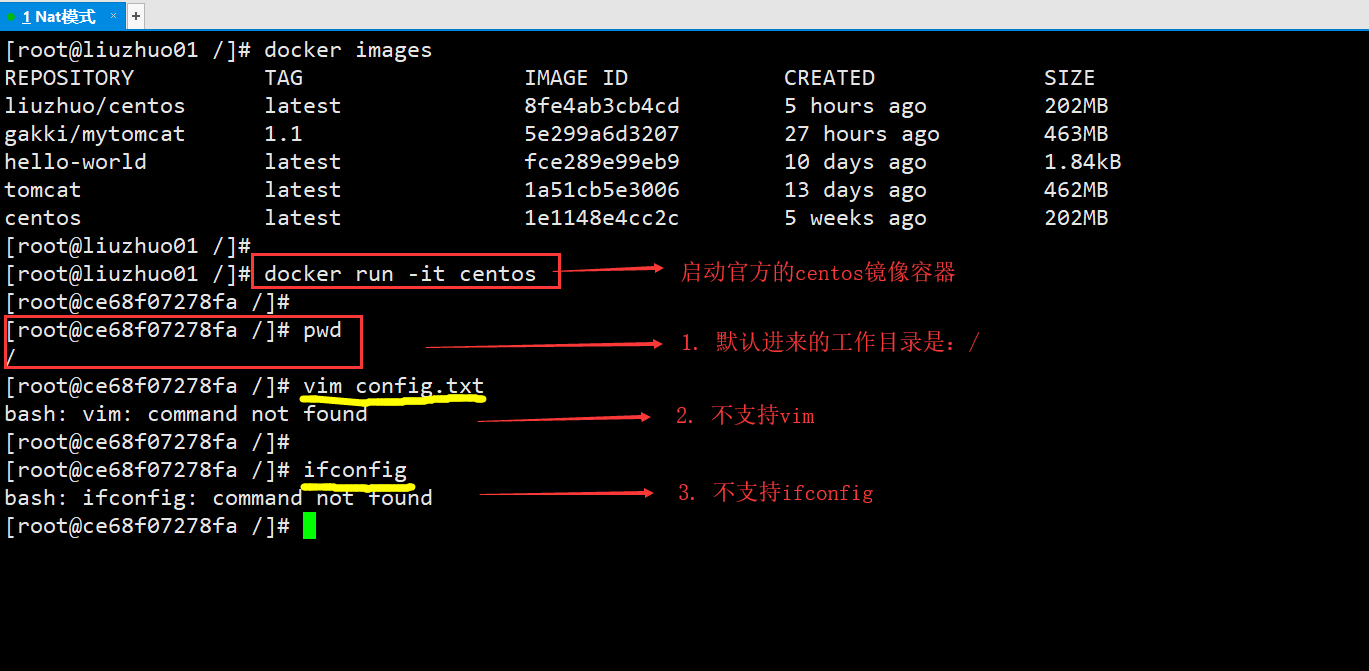 1 Nat模式 × +
[root@liuzhuo01 /]# docker images
REPOSITORY TAG IMAGE ID CREATED SIZE
liuzhuo/centos latest 8fe4ab3cb4cd 5 hours ago 202MB
gakki/mytomcat 1.1 5e299a6d3207 27 hours ago 463MB
hello-world latest fce289e99eb9 10 days ago 1.84kB
tomcat latest 1a51cb5e3006 13 days ago 462MB
centos latest 1e1148e4cc2c 5 weeks ago 202MB
[root@liuzhuo01 /]#
[root@liuzhuo01 /]# docker run -it centos 启动官方的centos镜像容器
[root@ce68f07278fa /]#
[root@ce68f07278fa /]# pwd
/ 1. 默认进来的工作目录是: /
[root@ce68f07278fa /]# vim config.txt
bash: vim: command not found 2. 不支持vim
[root@ce68f07278fa /]#
[root@ce68f07278fa /]# ifconfig
bash: ifconfig: command not found 3. 不支持ifconfig
[root@ce68f07278fa /]#